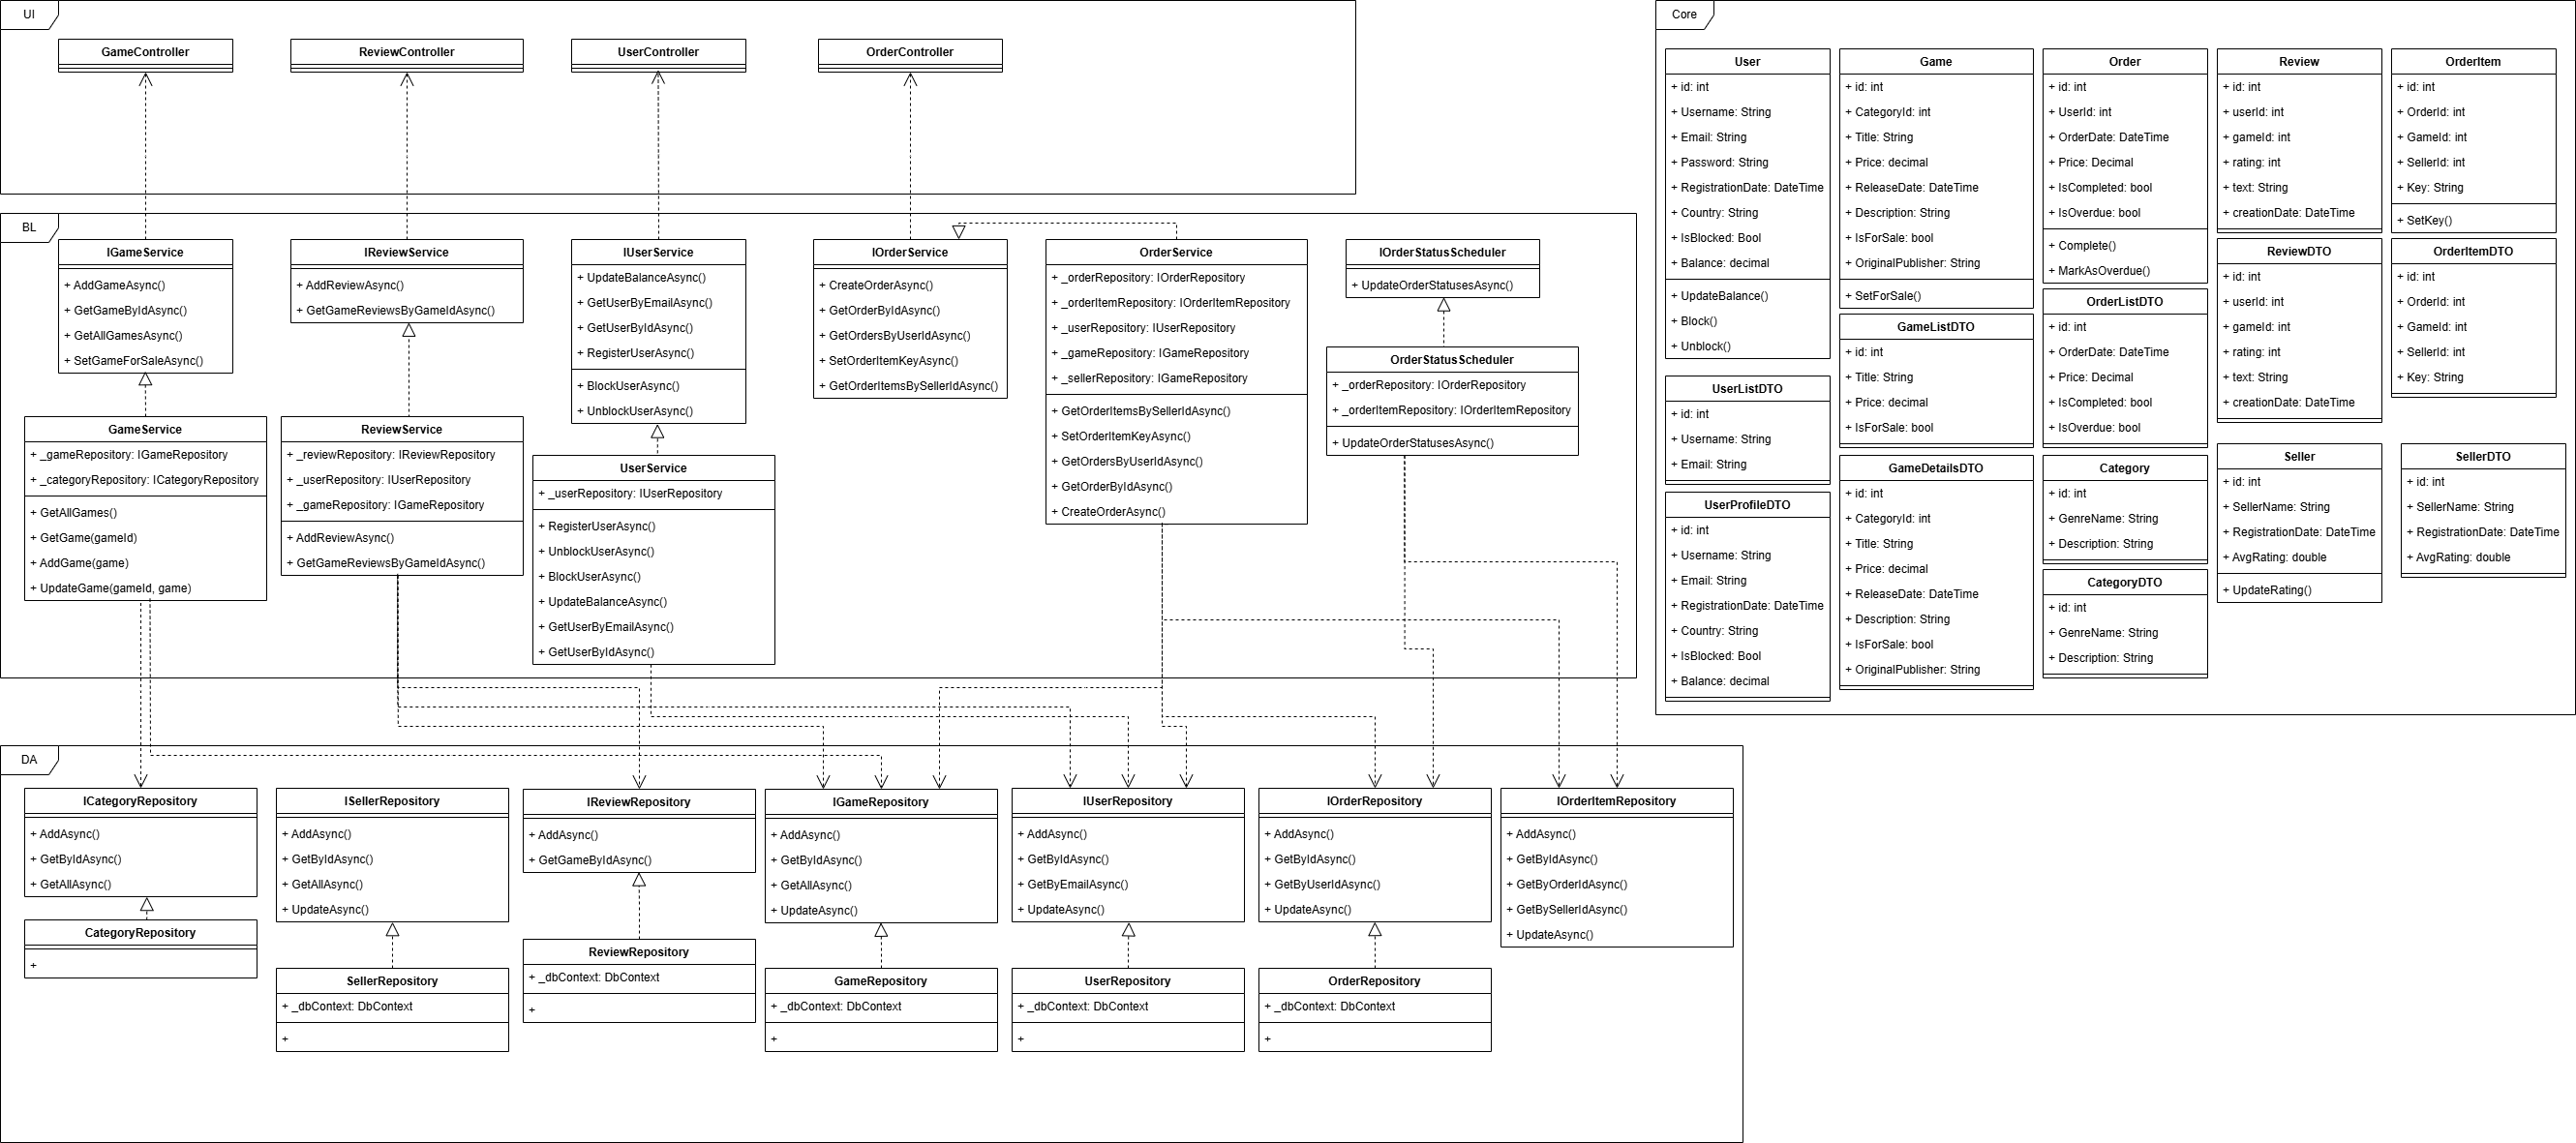 UI
GameController
ReviewController
UserController
OrderController
BL
IGameService
+ AddGameAsync()
+ GetGameByIdAsync()
+ GetAllGamesAsync()
+ SetGameForSaleAsync()
IReviewService
+ AddReviewAsync()
+ GetGameReviewsByGameIdAsync()
IUserService
+ UpdateBalanceAsync()
+ GetUserByEmailAsync()
+ GetUserByIdAsync()
+ RegisterUserAsync()
+ BlockUserAsync()
+ UnblockUserAsync()
IOrderService
+ CreateOrderAsync()
+ GetOrderByIdAsync()
+ GetOrdersByUserIdAsync()
+ SetOrderItemKeyAsync()
+ GetOrderItemsBySellerIdAsync()
OrderService
+ _orderRepository: IOrderRepository
+ _orderItemRepository: IOrderItemRepository
+ _userRepository: IUserRepository
+ _gameRepository: IGameRepository
+ _sellerRepository: IGameRepository
+ GetOrderItemsBySellerIdAsync()
+ SetOrderItemKeyAsync()
+ GetOrdersByUserIdAsync()
+ GetOrderByIdAsync()
+ CreateOrderAsync()
IOrderStatusScheduler
+ UpdateOrderStatusesAsync()
OrderStatusScheduler
+ _orderRepository: IOrderRepository
+ _orderItemRepository: IOrderItemRepository
+ UpdateOrderStatusesAsync()
GameService
+ _gameRepository: IGameRepository
+ _categoryRepository: ICategoryRepository
+ GetAllGames()
+ GetGame(gameId)
+ AddGame(game)
+ UpdateGame(gameId, game)
ReviewService
+ _reviewRepository: IReviewRepository
+ _userRepository: IUserRepository
+ _gameRepository: IGameRepository
+ AddReviewAsync()
+ GetGameReviewsByGameIdAsync()
UserService
+ _userRepository: IUserRepository
+ RegisterUserAsync()
+ UnblockUserAsync()
+ BlockUserAsync()
+ UpdateBalanceAsync()
+ GetUserByEmailAsync()
+ GetUserByIdAsync()
DA
ICategoryRepository
+ AddAsync()
+ GetByIdAsync()
+ GetAllAsync()
CategoryRepository
+
ISellerRepository
+ AddAsync()
+ GetByIdAsync()
+ GetAllAsync()
+ UpdateAsync()
SellerRepository
+ _dbContext: DbContext
+
IReviewRepository
+ AddAsync()
+ GetGameByIdAsync()
ReviewRepository
+ _dbContext: DbContext
+
IGameRepository
+ AddAsync()
+ GetByIdAsync()
+ GetAllAsync()
+ UpdateAsync()
GameRepository
+ _dbContext: DbContext
+
IUserRepository
+ AddAsync()
+ GetByIdAsync()
+ GetByEmailAsync()
+ UpdateAsync()
UserRepository
+ _dbContext: DbContext
+
IOrderRepository
+ AddAsync()
+ GetByIdAsync()
+ GetByUserIdAsync()
+ UpdateAsync()
OrderRepository
+ _dbContext: DbContext
+
IOrderItemRepository
+ AddAsync()
+ GetByIdAsync()
+ GetByOrderIdAsync()
+ GetBySellerIdAsync()
+ UpdateAsync()
Core
User
+ id: int
+ Username: String
+ Email: String
+ Password: String
+ RegistrationDate: DateTime
+ Country: String
+ IsBlocked: Bool
+ Balance: decimal
+ UpdateBalance()
+ Block()
+ Unblock()
UserListDTO
+ id: int
+ Username: String
+ Email: String
UserProfileDTO
+ id: int
+ Username: String
+ Email: String
+ RegistrationDate: DateTime
+ Country: String
+ IsBlocked: Bool
+ Balance: decimal
Game
+ id: int
+ CategoryId: int
+ Title: String
+ Price: decimal
+ ReleaseDate: DateTime
+ Description: String
+ IsForSale: bool
+ OriginalPublisher: String
+ SetForSale()
GameListDTO
+ id: int
+ Title: String
+ Price: decimal
+ IsForSale: bool
GameDetailsDTO
+ id: int
+ CategoryId: int
+ Title: String
+ Price: decimal
+ ReleaseDate: DateTime
+ Description: String
+ IsForSale: bool
+ OriginalPublisher: String
Order
+ id: int
+ UserId: int
+ OrderDate: DateTime
+ Price: Decimal
+ IsCompleted: bool
+ IsOverdue: bool
+ Complete()
+ MarkAsOverdue()
OrderListDTO
+ id: int
+ OrderDate: DateTime
+ Price: Decimal
+ IsCompleted: bool
+ IsOverdue: bool
Category
+ id: int
+ GenreName: String
+ Description: String
CategoryDTO
+ id: int
+ GenreName: String
+ Description: String
Review
+ id: int
+ userId: int
+ gameId: int
+ rating: int
+ text: String
+ creationDate: DateTime
ReviewDTO
+ id: int
+ userId: int
+ gameId: int
+ rating: int
+ text: String
+ creationDate: DateTime
Seller
+ id: int
+ SellerName: String
+ RegistrationDate: DateTime
+ AvgRating: double
+ UpdateRating()
OrderItem
+ id: int
+ OrderId: int
+ GameId: int
+ SellerId: int
+ Key: String
+ SetKey()
OrderItemDTO
+ id: int
+ OrderId: int
+ GameId: int
+ SellerId: int
+ Key: String
SellerDTO
+ id: int
+ SellerName: String
+ RegistrationDate: DateTime
+ AvgRating: double